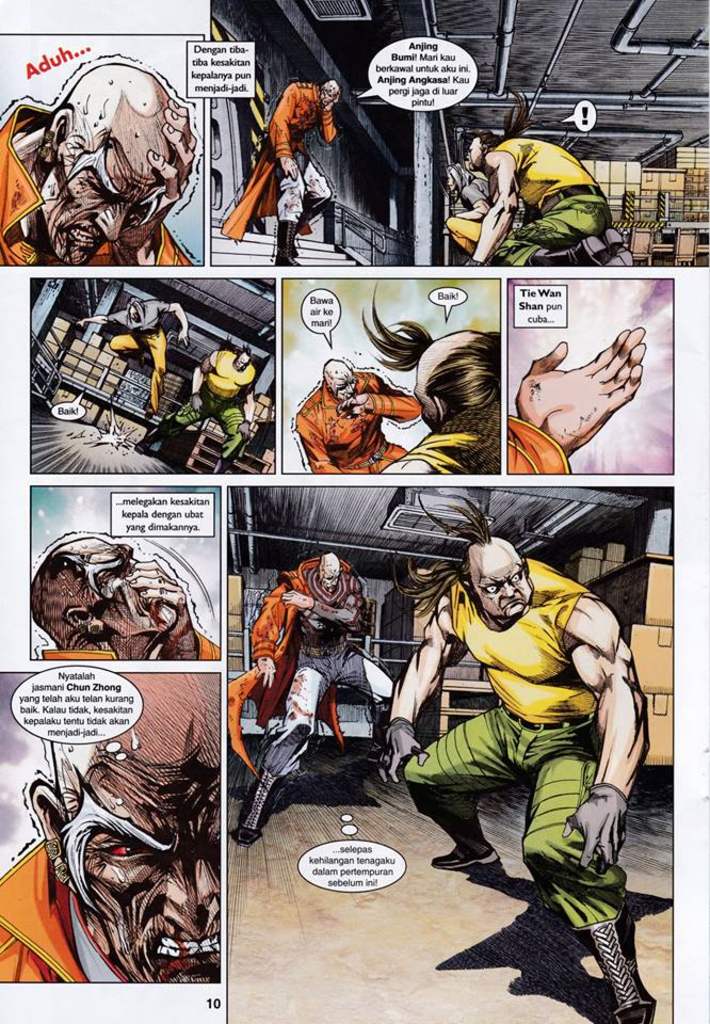 Aduh...
Dengan tiba-
tiba kesakitan
kepalanya pun
menjadi-jadi.
Anjing
Bumi! Mari kau
berkawal untuk aku ini.
Anjing Angkasa! Kau
pergi jaga di luar
pintu!
!
Baik!
Bawa
air ke
mari!
Baik!
Tie Wan
Shan pun
cuba...
...melegakan kesakitan
kepala dengan ubat
yang dimakannya.
Nyatalah
jasmani Chun Zhong
yang telah aku telan kurang
baik. Kalau tidak, kesakitan
kepalaku tentu tidak akan
menjadi-jadi...
...selepas
kehilangan tenagaku
dalam pertempuran
sebelum ini!
10